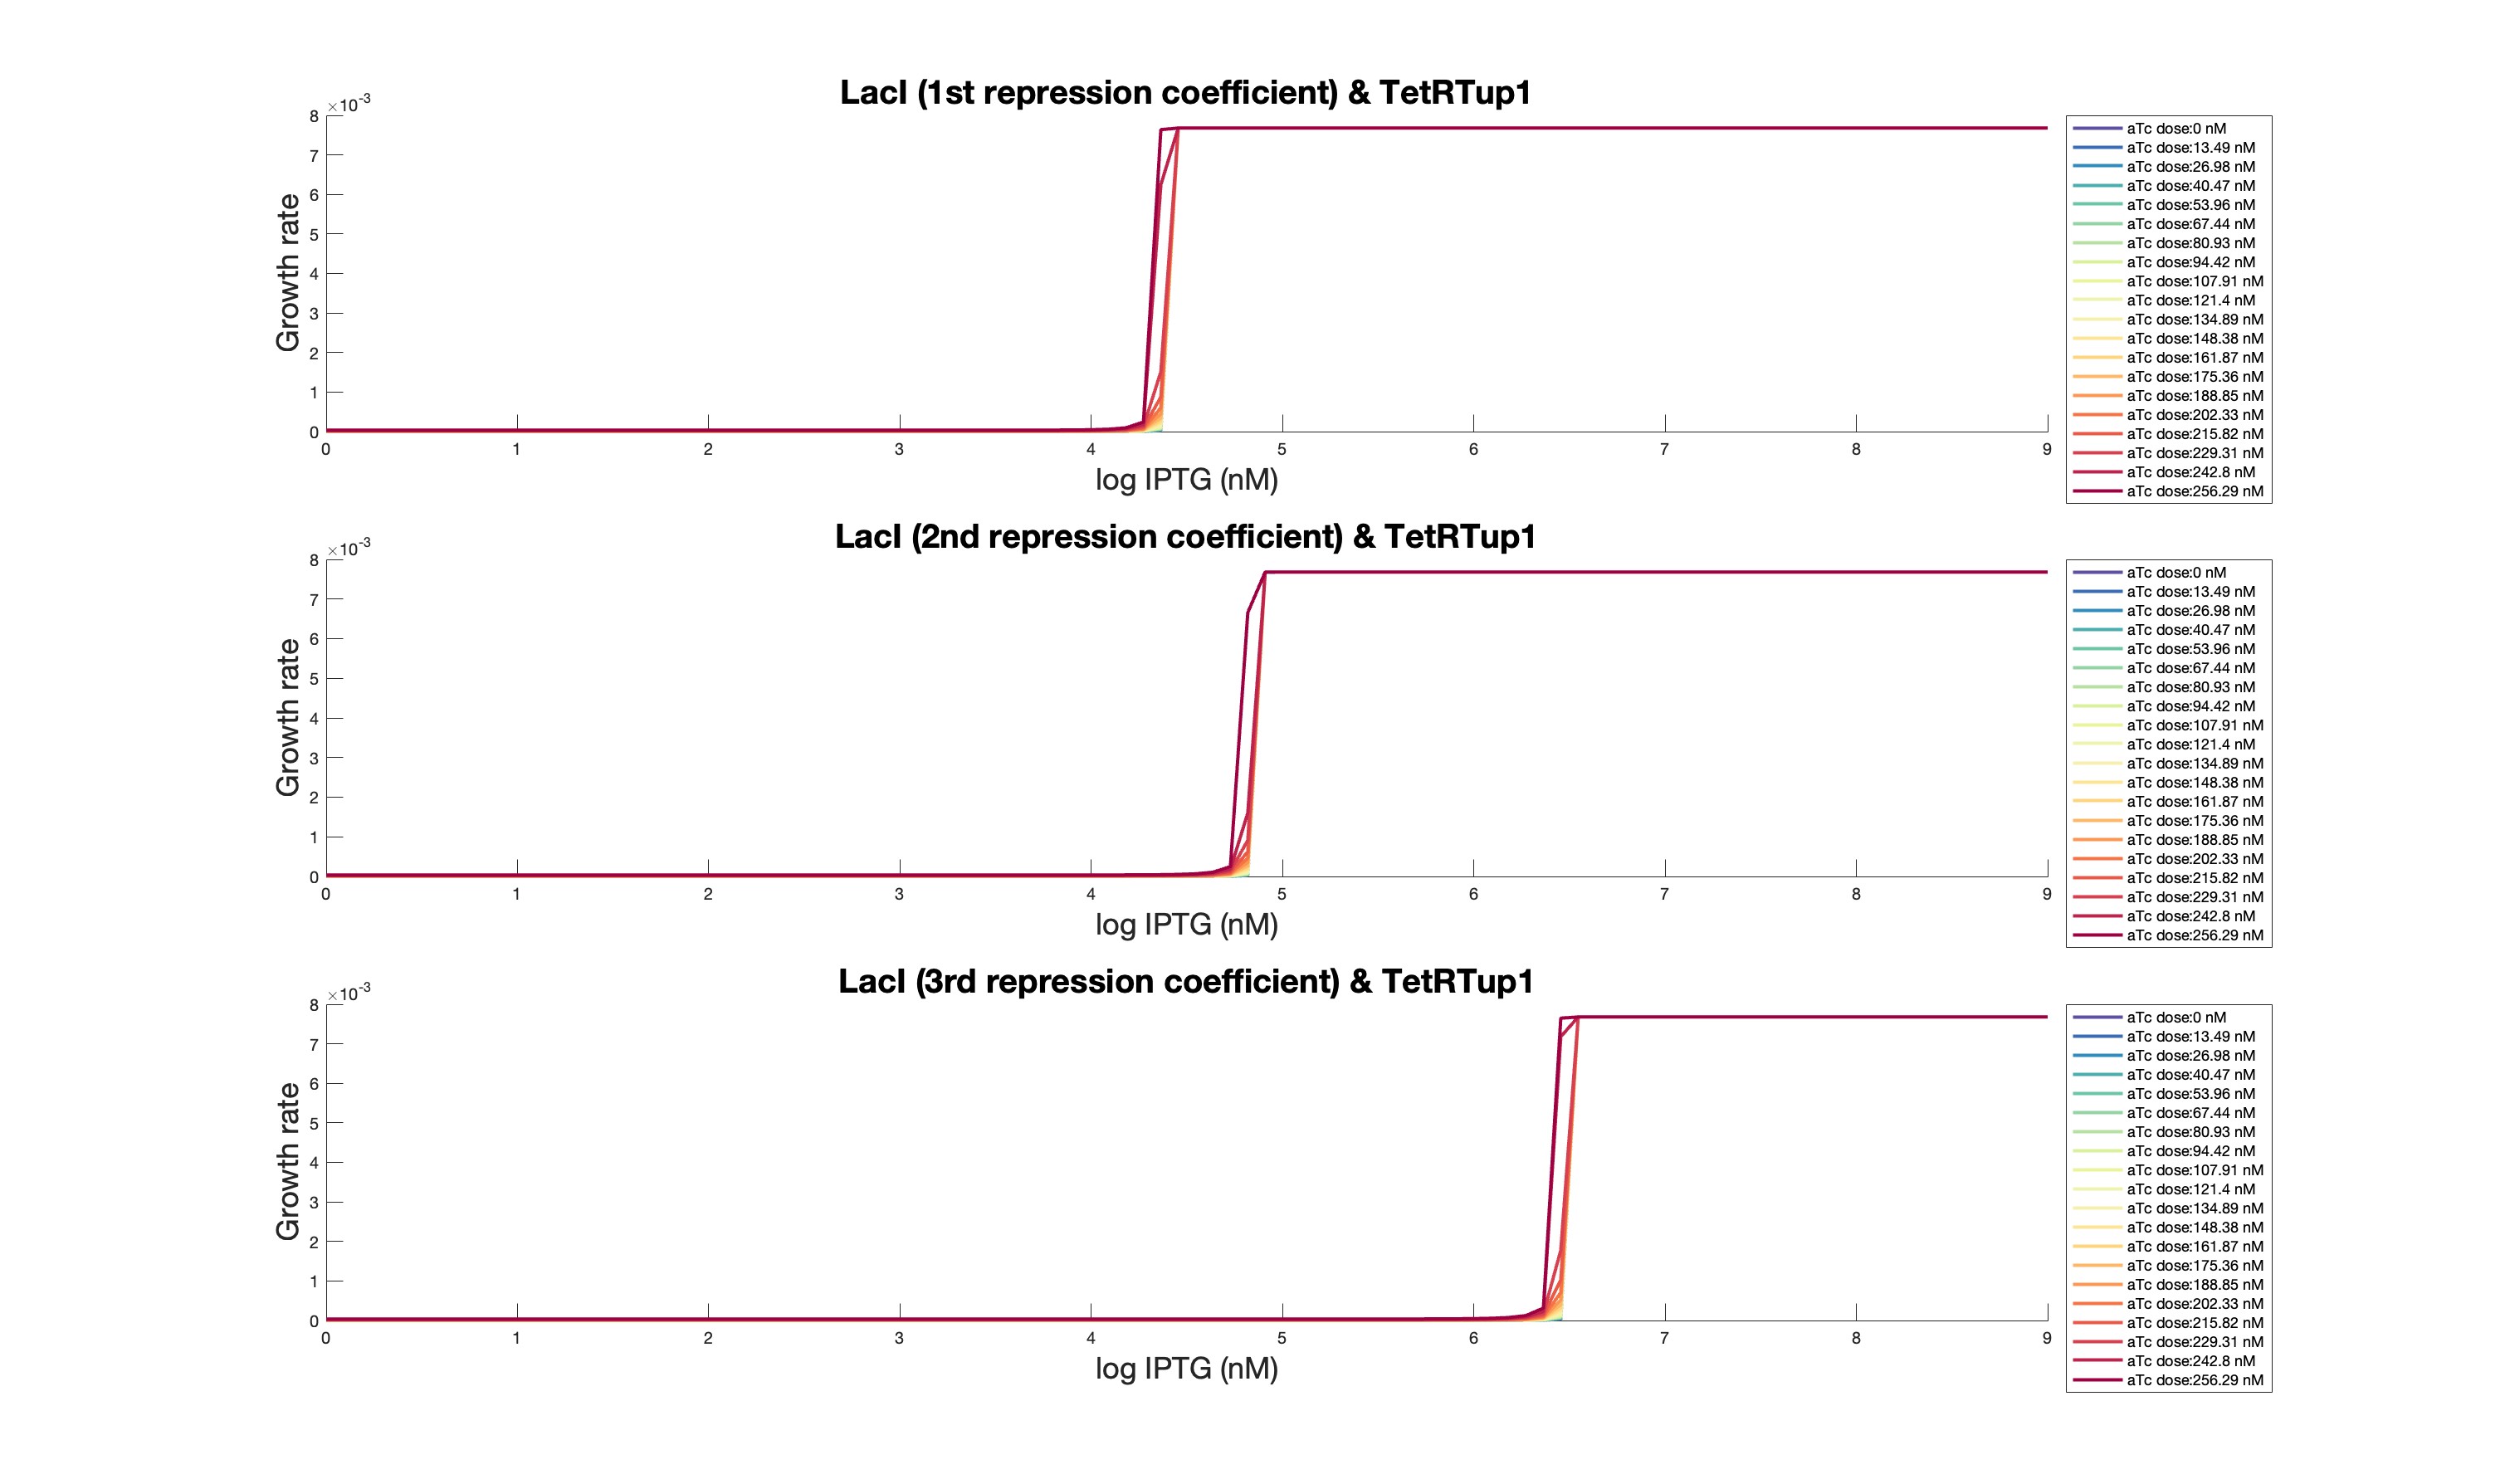 LacI (1st repression coefficient) & TetRTup1
×10-3
8
7
6
5
4
3
2
1
0
Growth rate
0 1 2 3 4 5 6 7 8 9
log IPTG (nM)
aTc dose:0 nM
aTc dose:13.49 nM
aTc dose:26.98 nM
aTc dose:40.47 nM
aTc dose:53.96 nM
aTc dose:67.44 nM
aTc dose:80.93 nM
aTc dose:94.42 nM
aTc dose:107.91 nM
aTc dose:121.4 nM
aTc dose:134.89 nM
aTc dose:148.38 nM
aTc dose:161.87 nM
aTc dose:175.36 nM
aTc dose:188.85 nM
aTc dose:202.33 nM
aTc dose:215.82 nM
aTc dose:229.31 nM
aTc dose:242.8 nM
aTc dose:256.29 nM
LacI (2nd repression coefficient) & TetRTup1
×10-3
8
7
6
5
4
3
2
1
0
Growth rate
0 1 2 3 4 5 6 7 8 9
log IPTG (nM)
aTc dose:0 nM
aTc dose:13.49 nM
aTc dose:26.98 nM
aTc dose:40.47 nM
aTc dose:53.96 nM
aTc dose:67.44 nM
aTc dose:80.93 nM
aTc dose:94.42 nM
aTc dose:107.91 nM
aTc dose:121.4 nM
aTc dose:134.89 nM
aTc dose:148.38 nM
aTc dose:161.87 nM
aTc dose:175.36 nM
aTc dose:188.85 nM
aTc dose:202.33 nM
aTc dose:215.82 nM
aTc dose:229.31 nM
aTc dose:242.8 nM
aTc dose:256.29 nM
LacI (3rd repression coefficient) & TetRTup1
×10-3
8
7
6
5
4
3
2
1
0
Growth rate
0 1 2 3 4 5 6 7 8 9
log IPTG (nM)
aTc dose:0 nM
aTc dose:13.49 nM
aTc dose:26.98 nM
aTc dose:40.47 nM
aTc dose:53.96 nM
aTc dose:67.44 nM
aTc dose:80.93 nM
aTc dose:94.42 nM
aTc dose:107.91 nM
aTc dose:121.4 nM
aTc dose:134.89 nM
aTc dose:148.38 nM
aTc dose:161.87 nM
aTc dose:175.36 nM
aTc dose:188.85 nM
aTc dose:202.33 nM
aTc dose:215.82 nM
aTc dose:229.31 nM
aTc dose:242.8 nM
aTc dose:256.29 nM